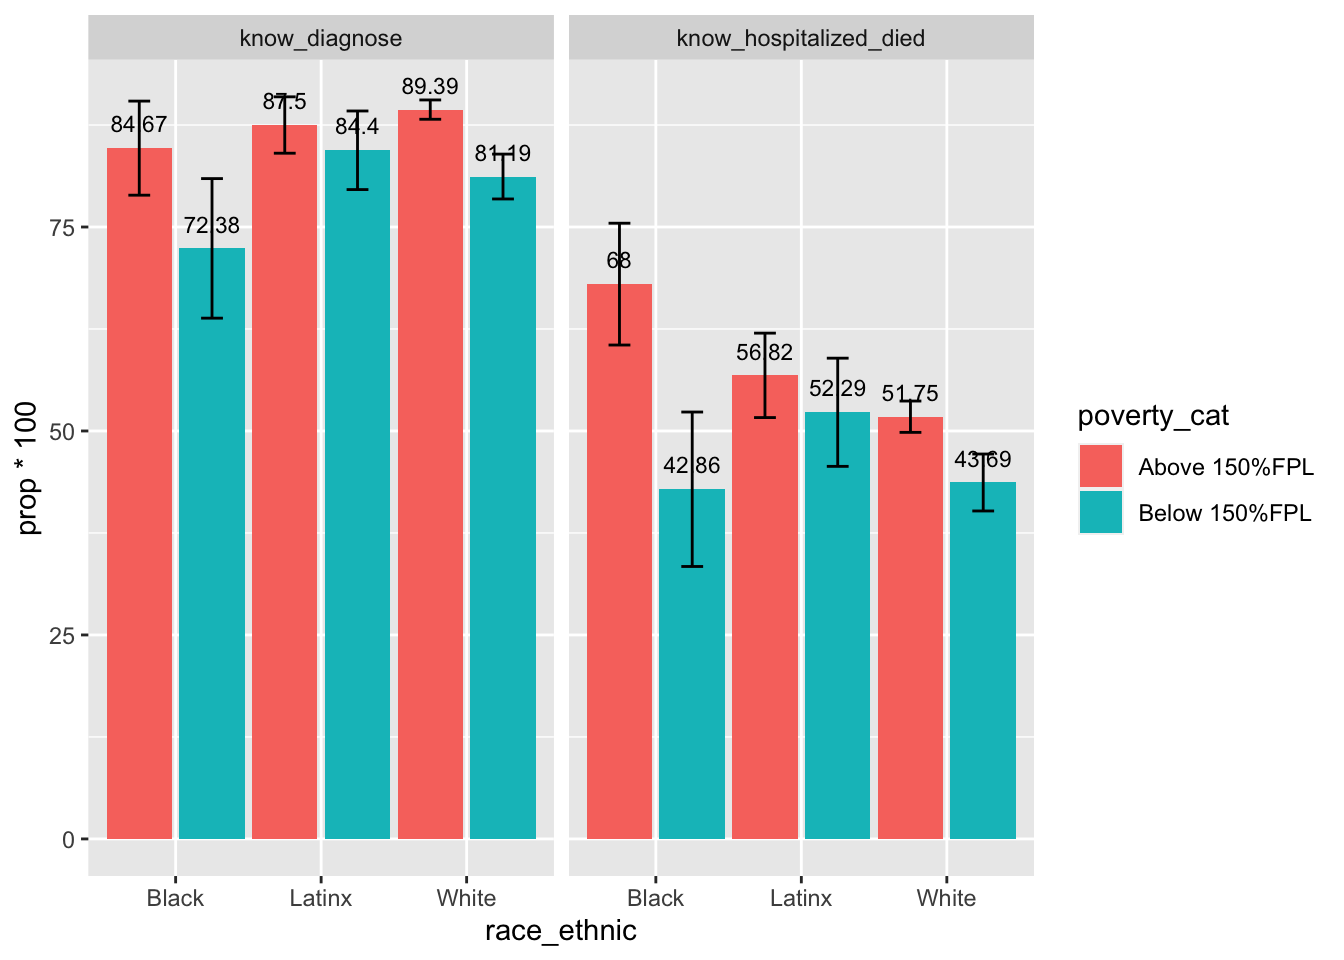 know_diagnose
know_hospitalized_died
84.67
72.38
87.5
84.4
89.39
81.19
68
42.86
56.82
52.29
51.75
43.69
75
50
25
0
prop * 100
Black
Latinx
White
Black
Latinx
White
race_ethnic
poverty_cat
Above 150%FPL
Below 150%FPL